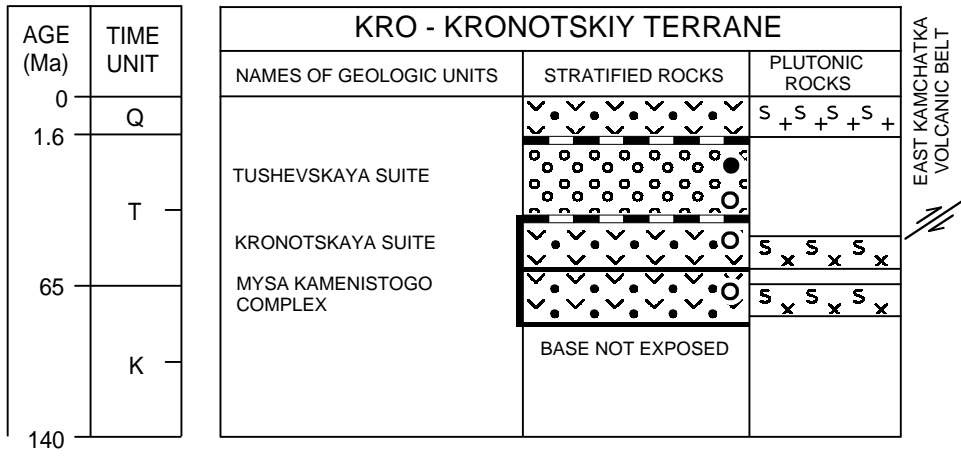 KRO - KRONOTSKIY TERRANE
AGE
(Ma)
TIME
UNIT
NAMES OF GEOLOGIC UNITS
STRATIFIED ROCKS
PLUTONIC
ROCKS
EAST KAMCHATKA
VOLCANIC BELT
0
Q
S + S + S + S +
1.6
TUSHEVSKAYA SUITE
T
KRONOTSKAYA SUITE
S x S x S x
65
MYSA KAMENISTOGO
COMPLEX
S x S x S x
BASE NOT EXPOSED
K
140